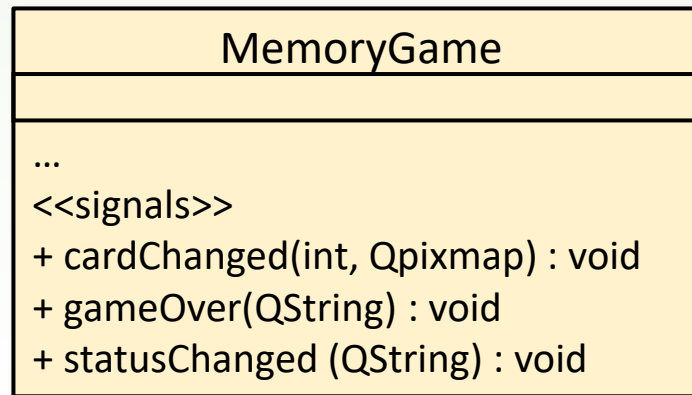 MemoryGame
...
<<signals>>
+ cardChanged(int, Qpixmap) : void
+ gameOver(QString) : void
+ statusChanged (QString) : void